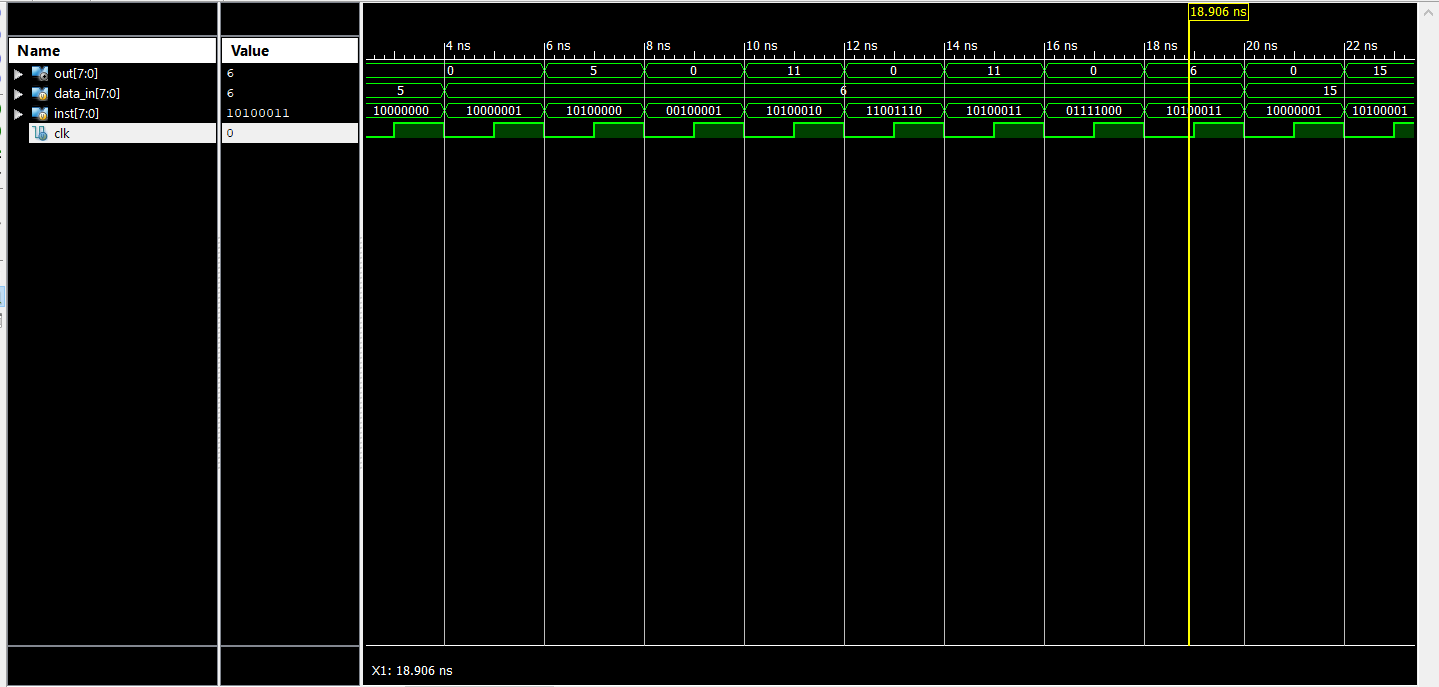 18.906 ns
Name Value 4 ns 6 ns 8 ns 10 ns 12 ns 14 ns 16 ns 18 ns 20 ns 22 ns
out[7:0] 6 0 5 0 11 0 11 0 6 0 15
data_in[7:0] 6 5 6 15
inst[7:0] 10100011 10000000 10000001 10100000 00100001 10100010 11001110 10100011 01111000 10100011 10000001 10100001
clk 0
X1: 18.906 ns